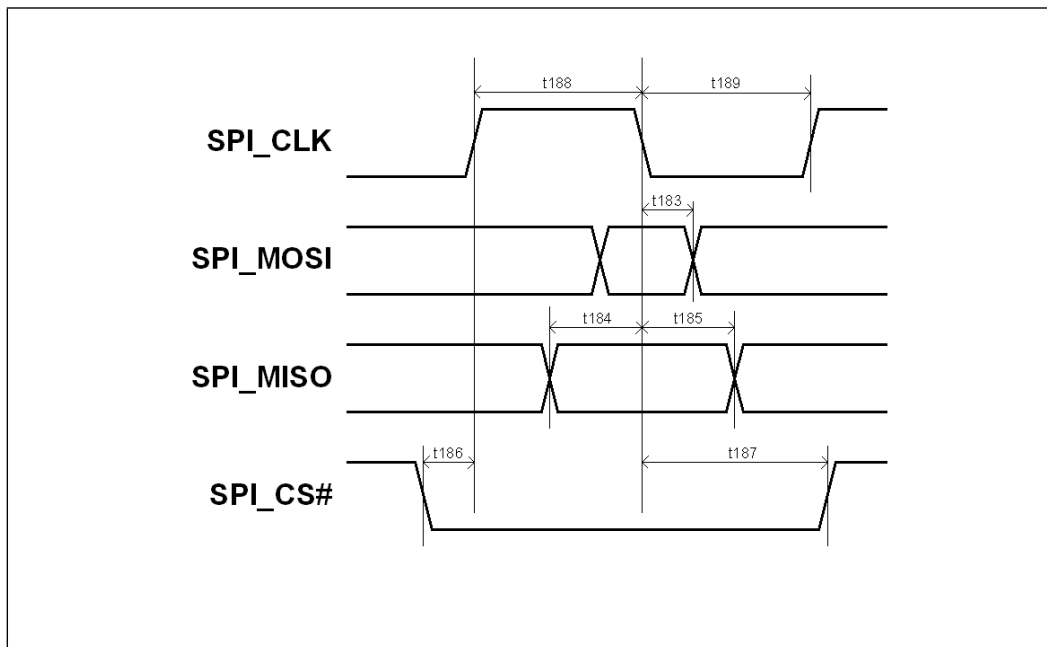 t188
t189
SPI_CLK
t183
SPI_MOSI
t184
t185
SPI_MISO
t186
t187
SPI_CS#